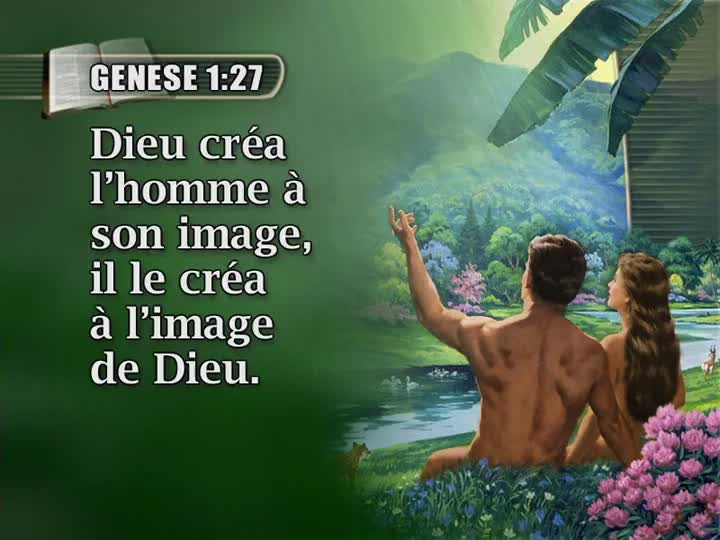 GENESE 1:27
Dieu créa
l'homme à
son image,
il le créa
à l'image
de Dieu.